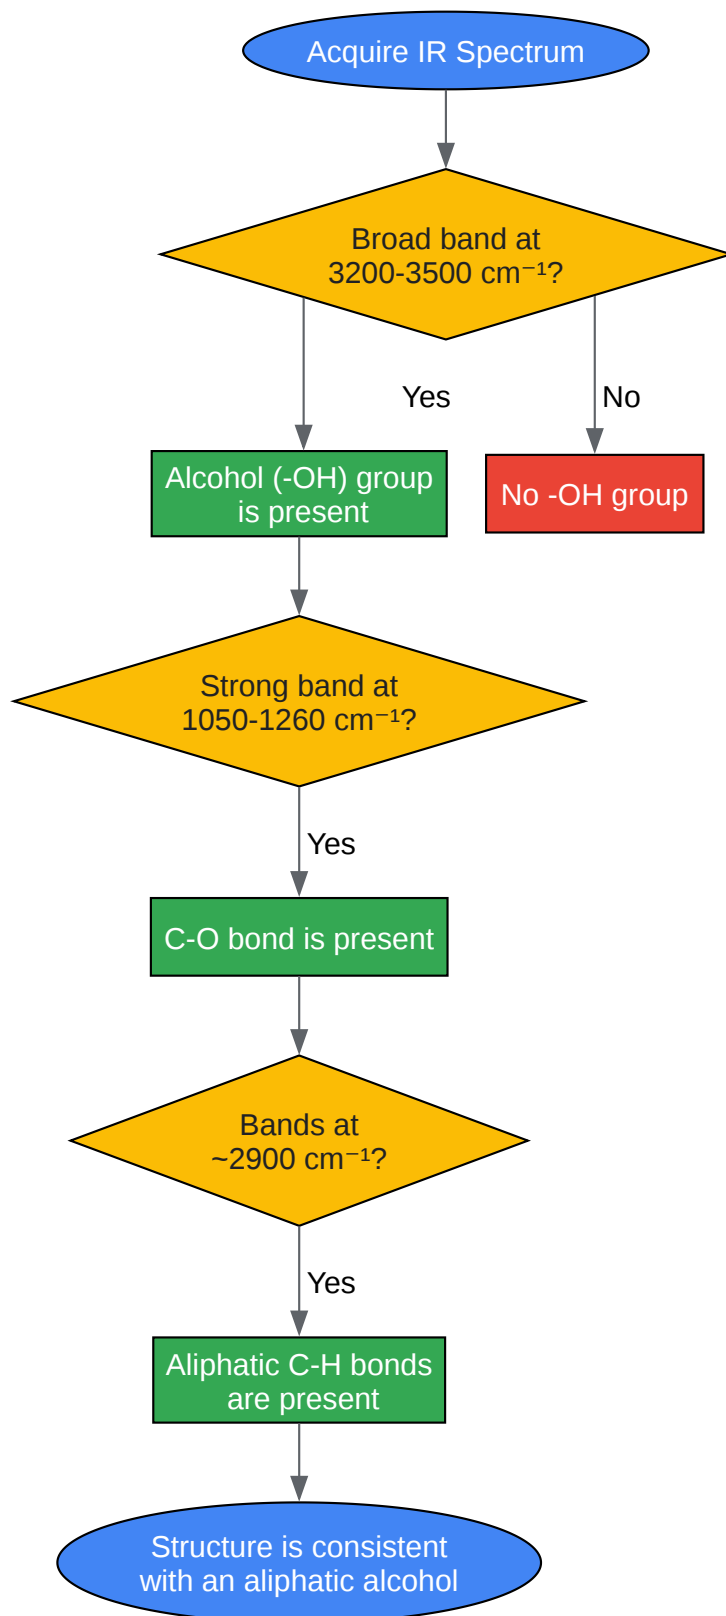 Acquire IR Spectrum
Broad band at
3200-3500 cm⁻¹?
Yes
No
Alcohol (-OH) group
is present
No -OH group
Strong band at
1050-1260 cm⁻¹?
Yes
C-O bond is present
Bands at
~2900 cm⁻¹?
Yes
Aliphatic C-H bonds
are present
Structure is consistent
with an aliphatic alcohol